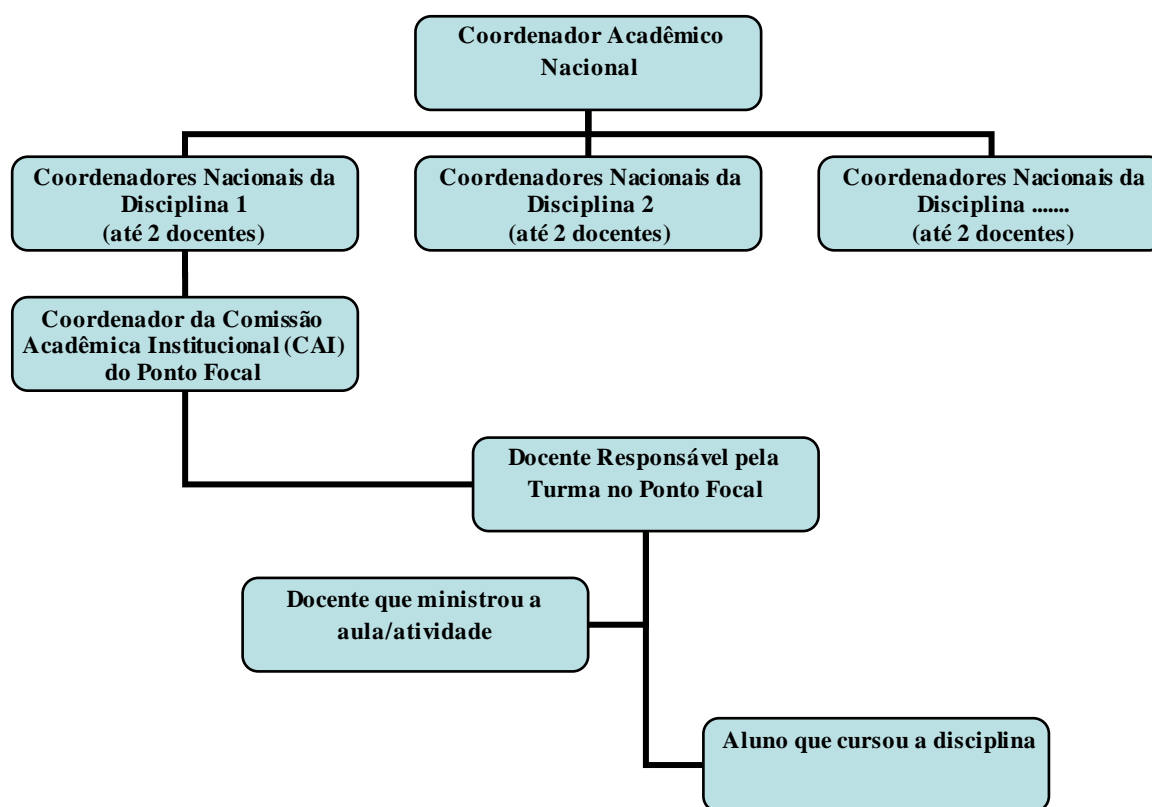 Coordenador Acadêmico
Nacional
Coordenadores Nacionais da
Disciplina 1
(até 2 docentes)
Coordenadores Nacionais da
Disciplina 2
(até 2 docentes)
Coordenadores Nacionais da
Disciplina .......
(até 2 docentes)
Coordenador da Comissão
Acadêmica Institucional (CAI)
do Ponto Focal
Docente Responsável pela
Turma no Ponto Focal
Docente que ministrou a
aula/atividade
Aluno que cursou a disciplina